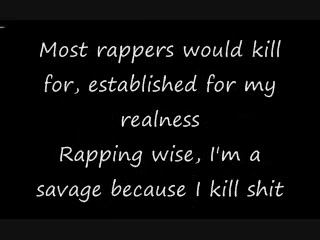 Most rappers would kill
for, established for my
realness
Rapping wise, I'm a
savage because I kill shit